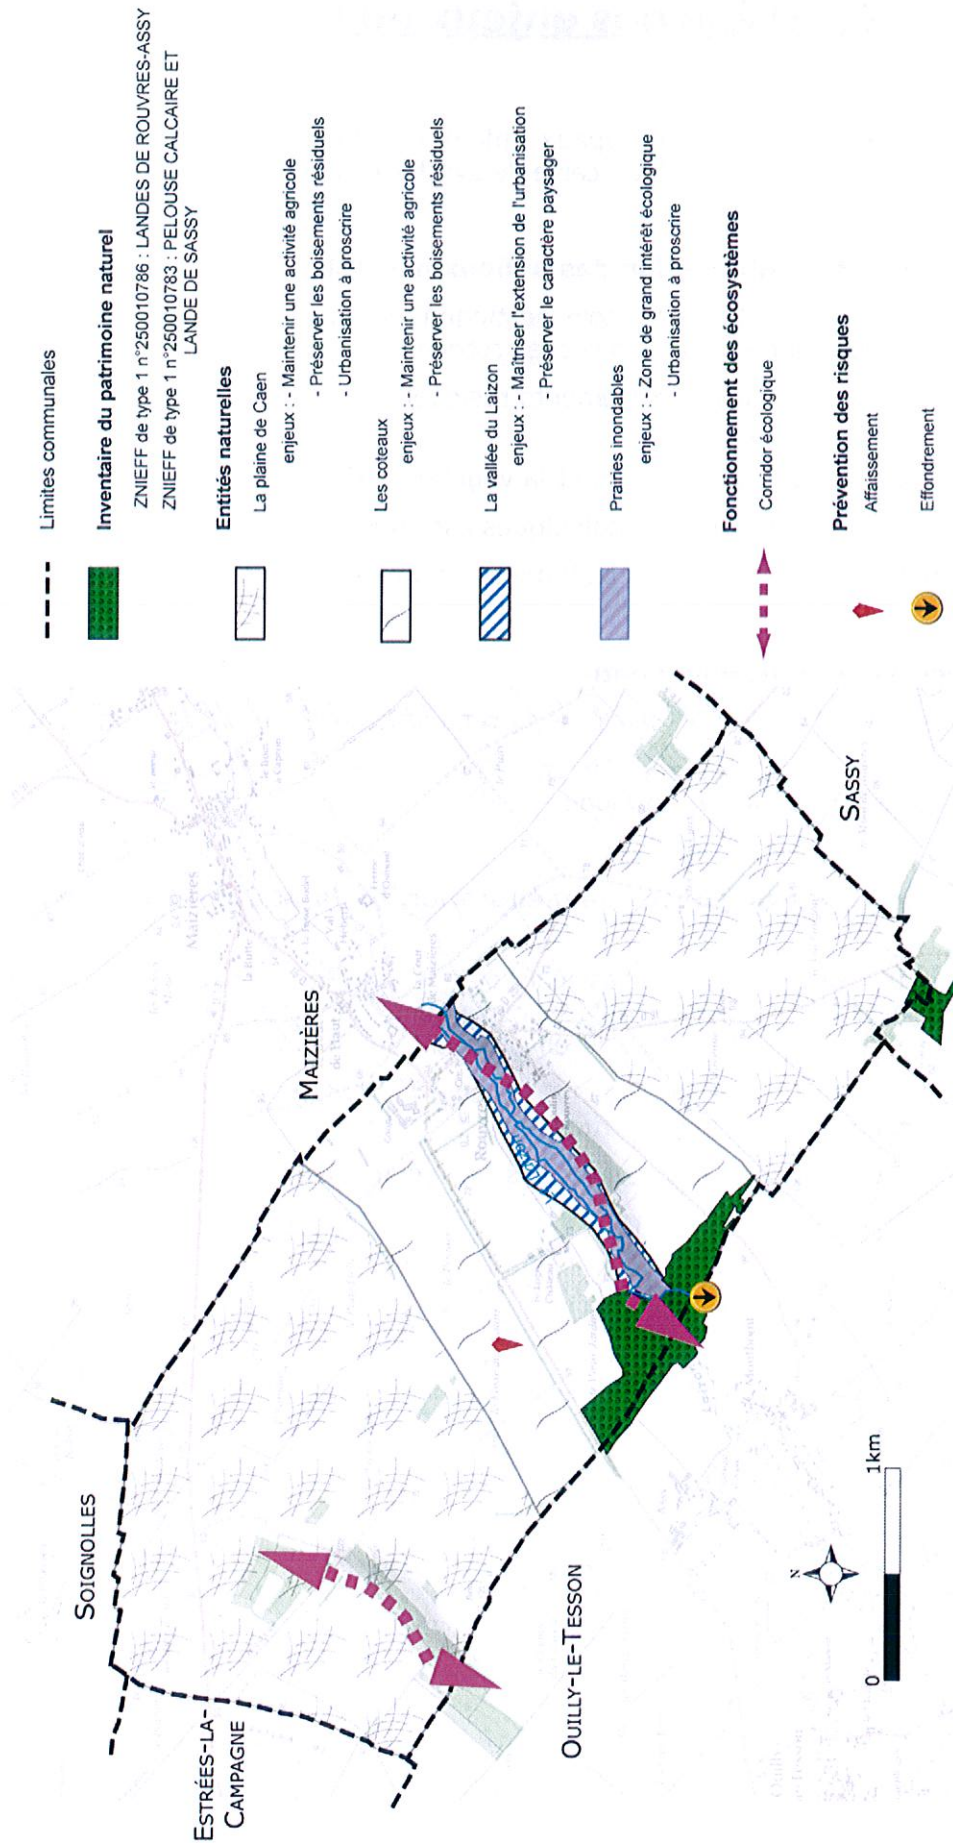 Limites communales
Inventaire du patrimoine naturel
ZNIEFF de type 1 n°250010786 : LANDES DE ROUVRES-ASSY
ZNIEFF de type 1 n°250010783 : PELOUSE CALCAIRE ET
LANDE DE SASSY
Entités naturelles
La plaine de Caen
enjeux : - Maintenir une activité agricole
- Préserver les boisements résiduels
- Urbanisation à proscrire
Les coteaux
enjeux : - Maintenir une activité agricole
- Préserver les boisements résiduels
La vallée du Laizon
enjeux : - Maîtriser l'extension de l'urbanisation
- Préserver le caractère paysager
Prairies inondables
enjeux : - Zone de grand intérêt écologique
- Urbanisation à proscrire
Fonctionnement des écosystèmes
Corridor écologique
Prévention des risques
Affaissement
Effondrement
SOIGNOLLES
ESTRÉES-LA-
CAMPAGNE
MAIZIÈRES
OUILLY-LE-TESSON
SASSY
Maizières
N
0
1km